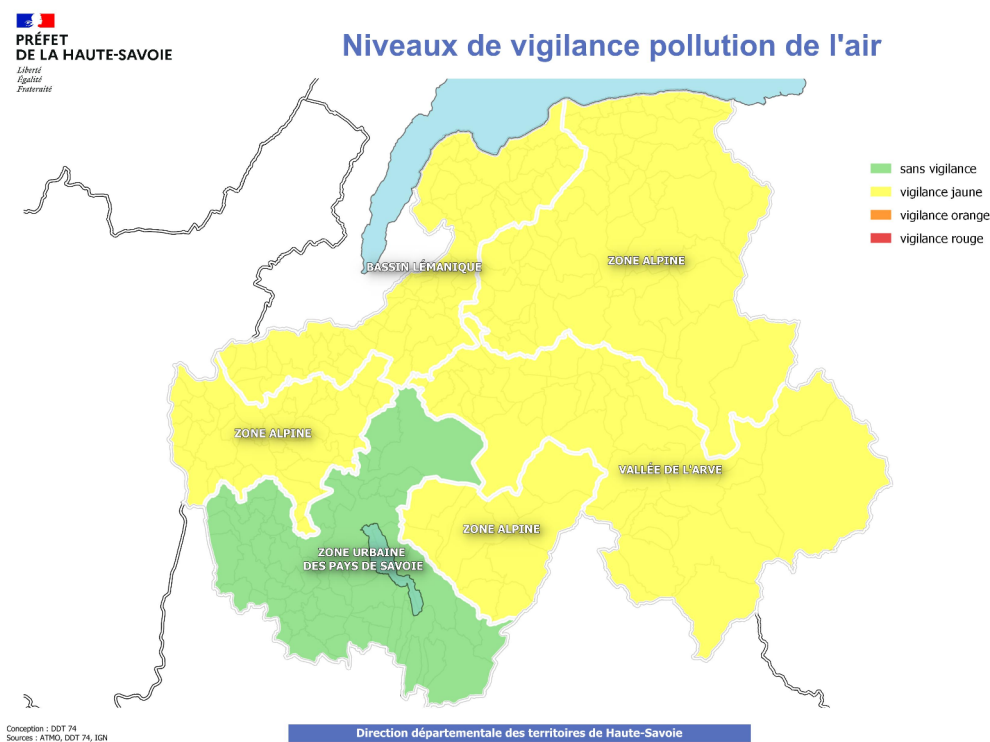 PRÉFET
DE LA HAUTE-SAVOIE
Liberté
Égalité
Fraternité
Niveaux de vigilance pollution de l'air
sans vigilance
vigilance jaune
vigilance orange
vigilance rouge
BASSIN LÉMANIQUE
ZONE ALPINE
ZONE ALPINE
VALLÉE DE L'ARVE
ZONE ALPINE
ZONE URBAINE
DES PAYS DE SAVOIE
Conception : DDT 74
Sources : ATMO, DDT 74, IGN
Direction départementale des territoires de Haute-Savoie